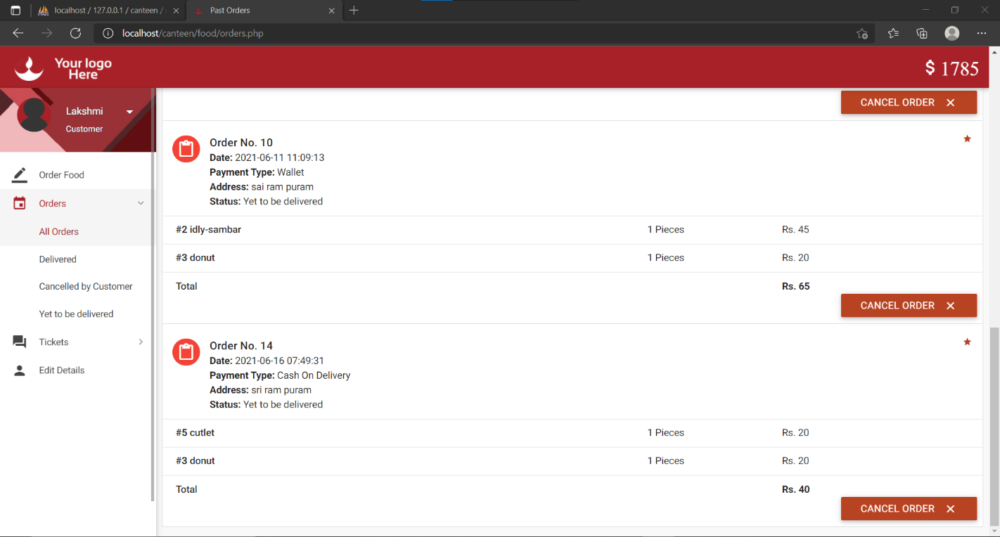 localhost / 127.0.0.1 / canteen /
Past Orders
localhost/canteen/food/orders.php
Your logo
Here
$ 1785
Lakshmi
Customer
Order Food
Orders
All Orders
Delivered
Cancelled by Customer
Yet to be delivered
Tickets
Edit Details
CANCEL ORDER
Order No. 10
Date: 2021-06-11 11:09:13
Payment Type: Wallet
Address: sai ram puram
Status: Yet to be delivered
#2 idly-sambar 1 Pieces Rs. 45
#3 donut 1 Pieces Rs. 20
Total Rs. 65
CANCEL ORDER
Order No. 14
Date: 2021-06-16 07:49:31
Payment Type: Cash On Delivery
Address: sri ram puram
Status: Yet to be delivered
#5 cutlet 1 Pieces Rs. 20
#3 donut 1 Pieces Rs. 20
Total Rs. 40
CANCEL ORDER